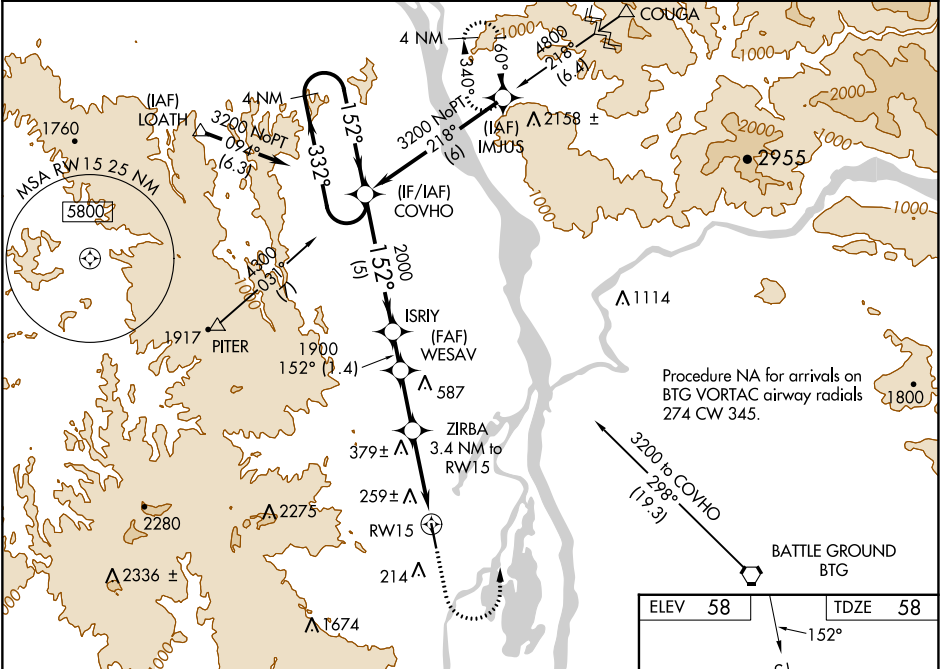 COUGA
4 NM
1000
160°
340°
4800
218°
(6.4)
1000
2000
(IAF)
LOATH
3200 NoPT
094°
(6.3)
4 NM
152°
332°
3200 NoPT
218°
(6)
(IAF)
IMJUS
2158 ±
2000
2955
1000
1000
1760
MSA RW15 25 NM
5800
(IF/IAF)
COVHO
2000
152°
(5)
4300
031°
(7)
1000
1917
PITER
ISRIY
(FAF)
WESAV
1900
152° (1.4)
587
1114
Procedure NA for arrivals on
BTG VORTAC airway radials
274 CW 345.
1800
ZIRBA
3.4 NM to
RW15
379±
259±
RW15
214
3200 to COVHO
298°
(19.3)
BATTLE GROUND
BTG
2280
2275
2336 ±
1674
ELEV 58
TDZE 58
152°